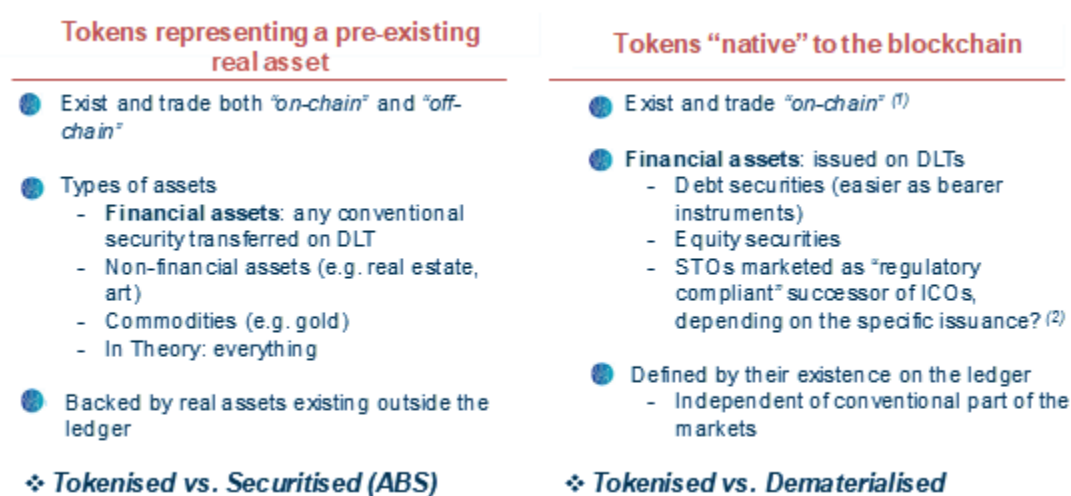 Tokens representing a pre-existing
real asset
Exist and trade both “on-chain” and “off-
chain”
Types of assets
- Financial assets: any conventional
security transferred on DLT
- Non-financial assets (e.g. real estate,
art)
- Commodities (e.g. gold)
- In Theory: everything
Backed by real assets existing outside the
ledger
❖ Tokenised vs. Securitised (ABS)
Tokens “native” to the blockchain
Exist and trade “on-chain” (1)
Financial assets: issued on DLTs
- Debt securities (easier as bearer
instruments)
- Equity securities
- STOs marketed as “regulatory
compliant” successor of ICOs,
depending on the specific issuance? (2)
Defined by their existence on the ledger
- Independent of conventional part of the
markets
❖ Tokenised vs. Dematerialised